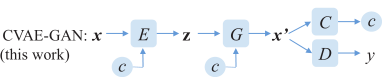 CVAE-GAN: x E z G x' C c
(this work) c c D y